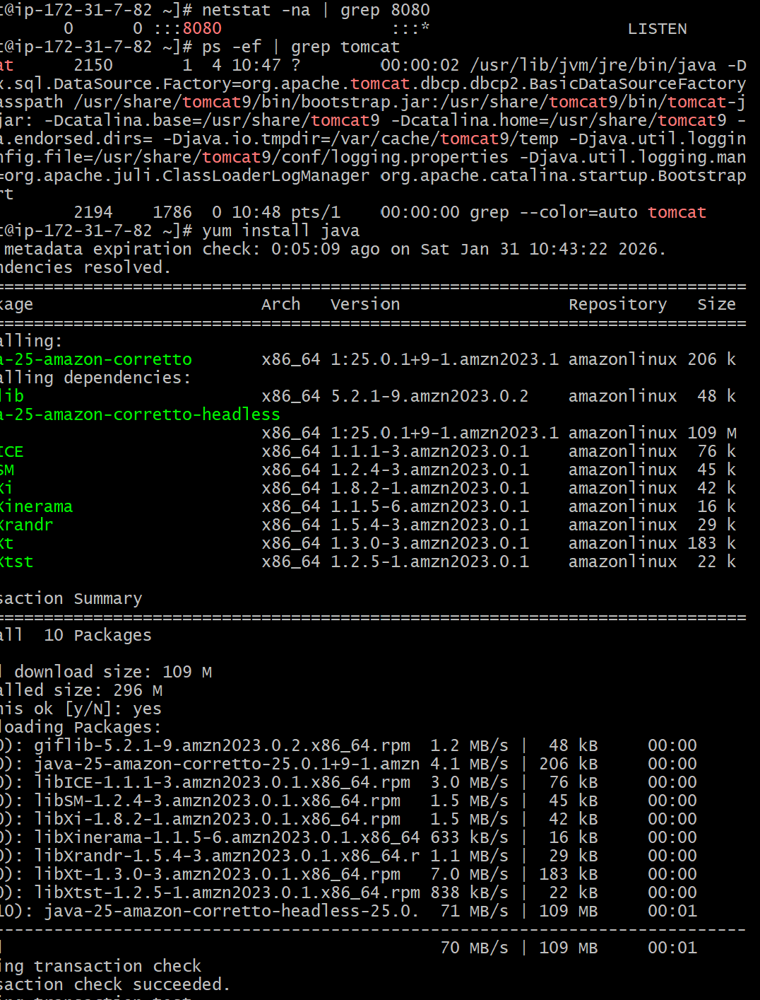 t@ip-172-31-7-82 ~]# netstat -na | grep 8080
0 0 :::8080 :::* LISTEN
t@ip-172-31-7-82 ~]# ps -ef | grep tomcat
at 2150 1 4 10:47 ? 00:00:02 /usr/lib/jvm/jre/bin/java -D
x.sql.DataSource.Factory=org.apache.tomcat.dbcp.dbcp2.BasicDataSourceFactory
asspath /usr/share/tomcat9/bin/bootstrap.jar:/usr/share/tomcat9/bin/tomcat-j
jar: -Dcatalina.base=/usr/share/tomcat9 -Dcatalina.home=/usr/share/tomcat9 -
a.endorsed.dirs= -Djava.io.tmpdir=/var/cache/tomcat9/temp -Djava.util.loggin
nfig.file=/usr/share/tomcat9/conf/logging.properties -Djava.util.logging.man
=org.apache.juli.ClassLoaderLogManager org.apache.catalina.startup.Bootstrap
rt
2194 1786 0 10:48 pts/1 00:00:00 grep --color=auto tomcat
t@ip-172-31-7-82 ~]# yum install java
metadata expiration check: 0:05:09 ago on Sat Jan 31 10:43:22 2026.
ndencies resolved.
============================================================================
kage Arch Version Repository Size
============================================================================
alling:
a-25-amazon-corretto x86_64 1:25.0.1+9-1.amzn2023.1 amazonlinux 206 k
alling dependencies:
lib x86_64 5.2.1-9.amzn2023.0.2 amazonlinux 48 k
a-25-amazon-corretto-headless
x86_64 1:25.0.1+9-1.amzn2023.1 amazonlinux 109 M
ICE x86_64 1.1.1-3.amzn2023.0.1 amazonlinux 76 k
SM x86_64 1.2.4-3.amzn2023.0.1 amazonlinux 45 k
Xi x86_64 1.8.2-1.amzn2023.0.1 amazonlinux 42 k
Xinerama x86_64 1.1.5-6.amzn2023.0.1 amazonlinux 16 k
Xrandr x86_64 1.5.4-3.amzn2023.0.1 amazonlinux 29 k
Xt x86_64 1.3.0-3.amzn2023.0.1 amazonlinux 183 k
Xtst x86_64 1.2.5-1.amzn2023.0.1 amazonlinux 22 k
saction Summary
============================================================================
all 10 Packages
l download size: 109 M
alled size: 296 M
his ok [y/N]: yes
loading Packages:
0): giflib-5.2.1-9.amzn2023.0.2.x86_64.rpm 1.2 MB/s | 48 kB 00:00
0): java-25-amazon-corretto-25.0.1+9-1.amzn 4.1 MB/s | 206 kB 00:00
0): libICE-1.1.1-3.amzn2023.0.1.x86_64.rpm 3.0 MB/s | 76 kB 00:00
0): libSM-1.2.4-3.amzn2023.0.1.x86_64.rpm 1.5 MB/s | 45 kB 00:00
0): libXi-1.8.2-1.amzn2023.0.1.x86_64.rpm 1.5 MB/s | 42 kB 00:00
0): libXinerama-1.1.5-6.amzn2023.0.1.x86_64 633 kB/s | 16 kB 00:00
0): libXrandr-1.5.4-3.amzn2023.0.1.x86_64.r 1.1 MB/s | 29 kB 00:00
0): libXt-1.3.0-3.amzn2023.0.1.x86_64.rpm 7.0 MB/s | 183 kB 00:00
0): libXtst-1.2.5-1.amzn2023.0.1.x86_64.rpm 838 kB/s | 22 kB 00:00
10): java-25-amazon-corretto-headless-25.0. 71 MB/s | 109 MB 00:01
----------------------------------------------------------------------------
l 70 MB/s | 109 MB 00:01
ing transaction check
saction check succeeded.
ing transaction test